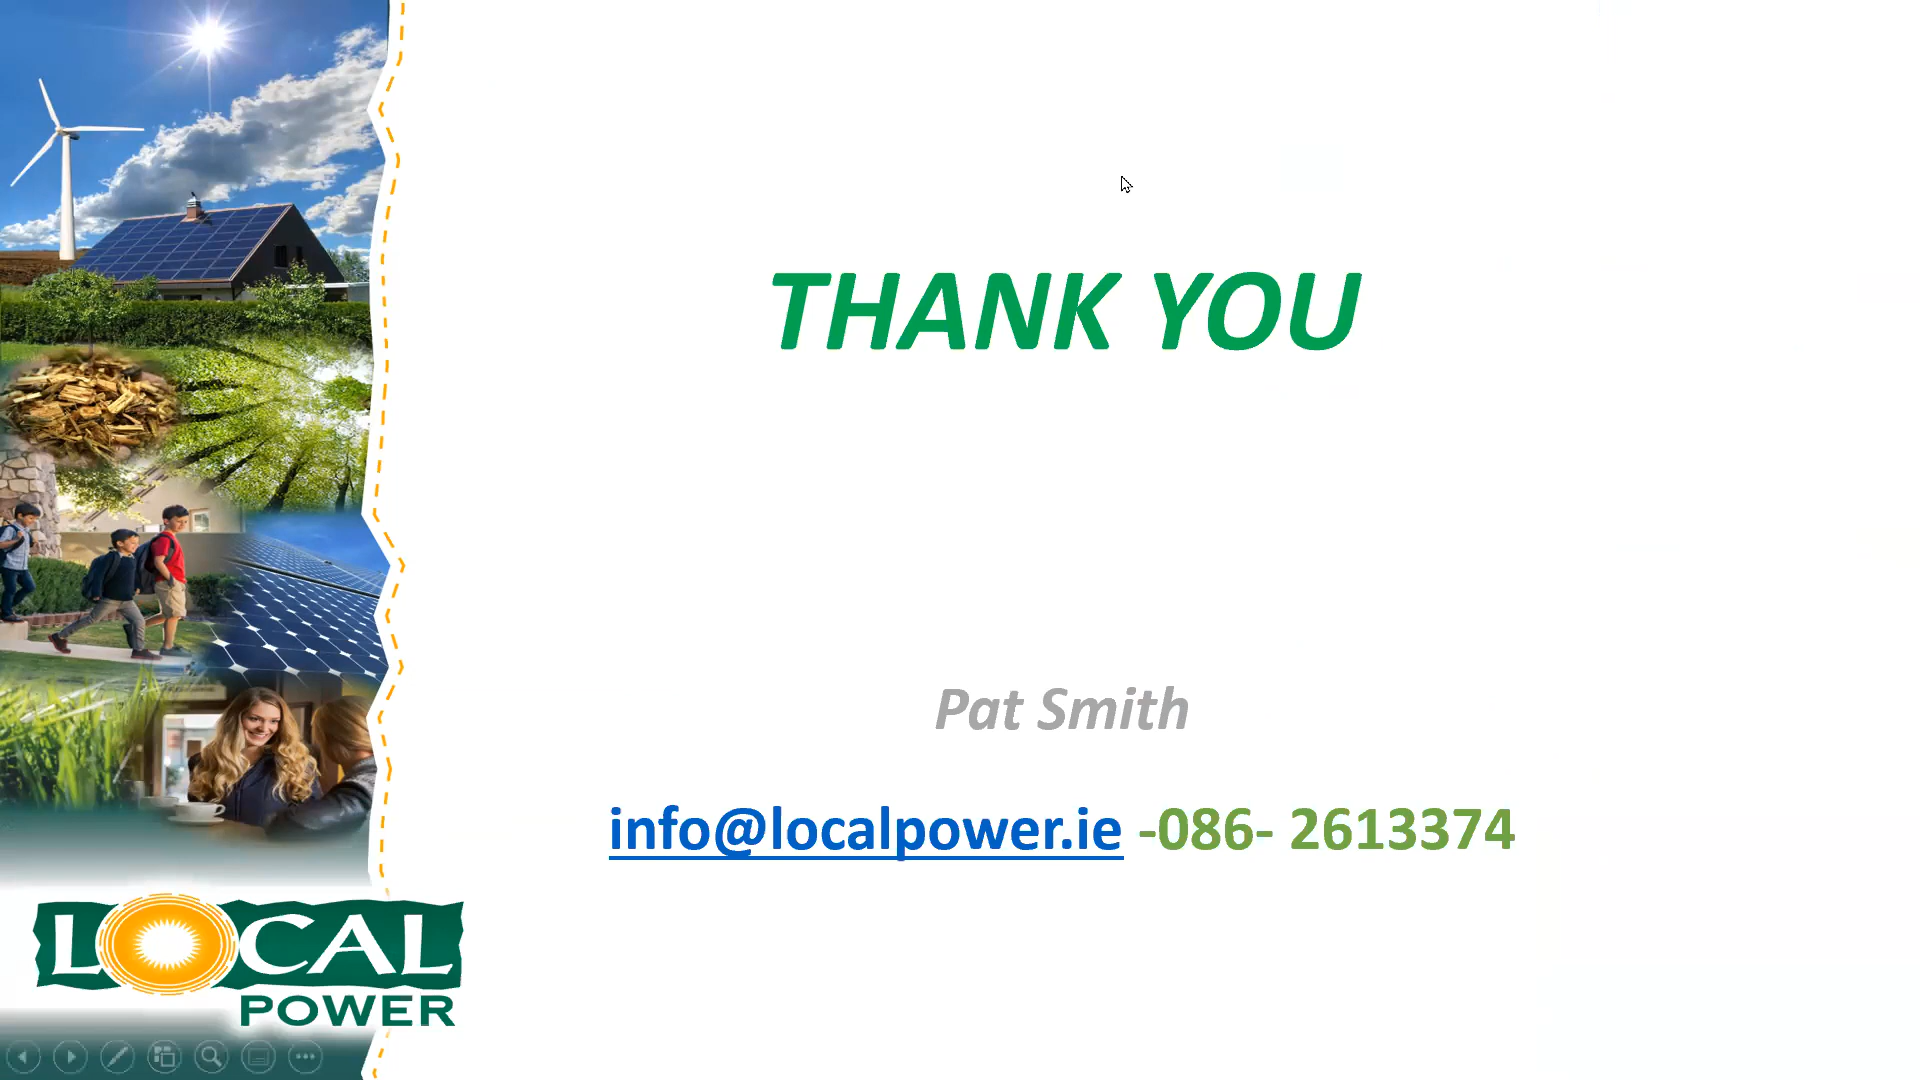 THANK YOU
Pat Smith
info@localpower.ie -086- 2613374
LOCAL
POWER